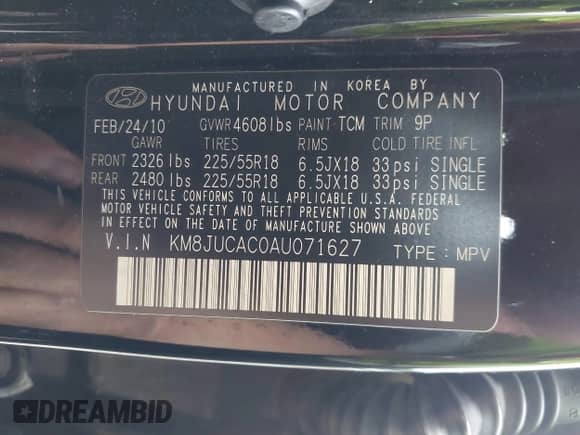 MANUFACTURED IN KOREA BY
HYUNDAI MOTOR COMPANY
FEB/24/10 GVWR 4608lbs PAINT TCM TRIM 9P
GAWR TIRES RIMS COLD TIRE INFL
FRONT 2326 lbs 225/55R18 6.5JX18 33psi SINGLE
REAR 2480 lbs 225/55R18 6.5JX18 33psi SINGLE
THIS VEHICLE CONFORMS TO ALL APPLICABLE U.S.A. FEDERAL
MOTOR VEHICLE SAFETY AND THEFT PREVENTION STANDARDS
IN EFFECT ON THE DATE OF MANUFACTURE SHOWN ABOVE.
V.I.N KM8JUCAC0AU071627 TYPE : MPV
DREAMBID